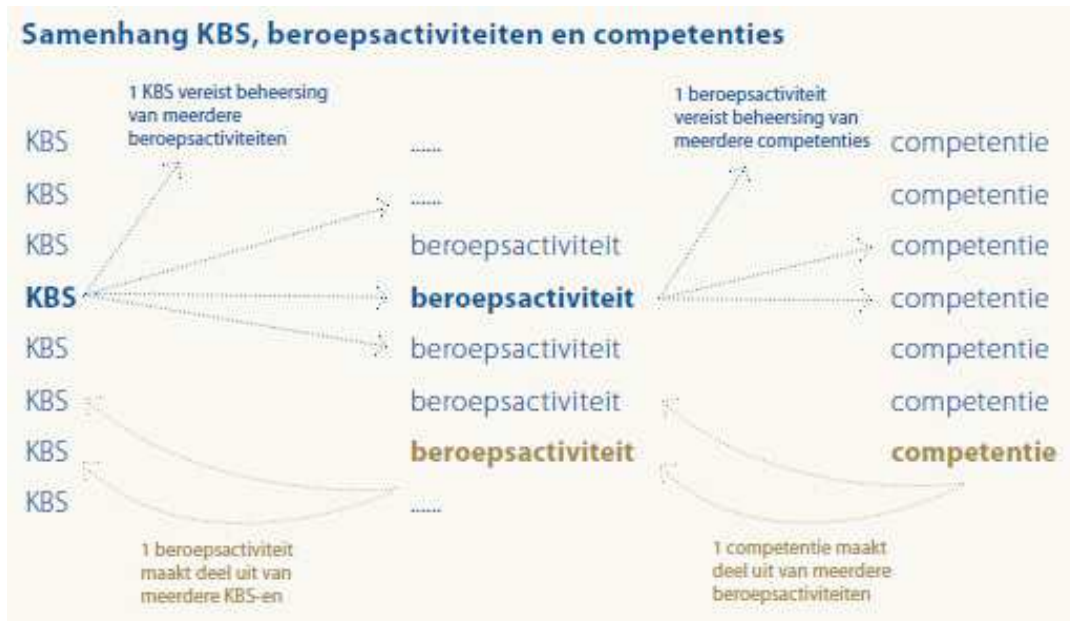 Samenhang KBS, beroepsactiviteiten en competenties
1 KBS vereist beheersing
van meerdere
beroepsactiviteiten
1 beroepsactiviteit
vereist beheersing van
meerdere competenties
KBS ...... competentie
KBS ...... competentie
KBS beroepsactiviteit competentie
KBS beroepsactiviteit competentie
KBS beroepsactiviteit competentie
KBS beroepsactiviteit competentie
KBS beroepsactiviteit competentie
KBS ......
1 beroepsactiviteit
maakt deel uit van
meerdere KBS-en
1 competentie maakt
deel uit van meerdere
beroepsactiviteiten